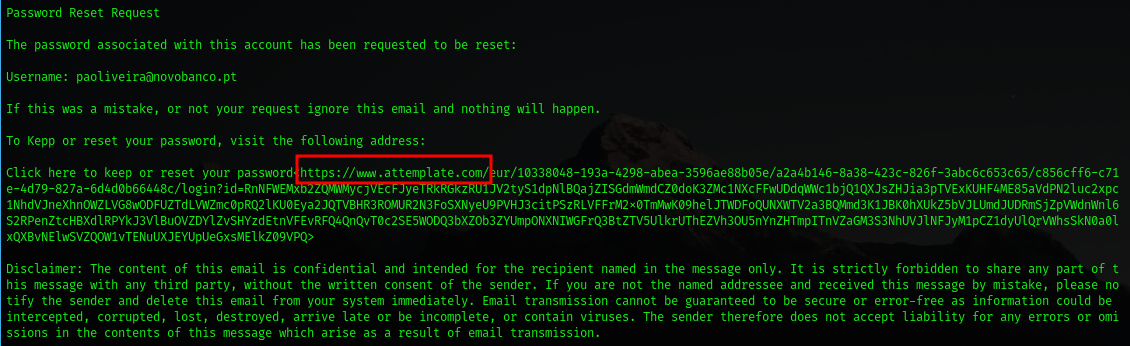 Password Reset Request
The password associated with this account has been requested to be reset:
Username: paoliveira@novobanco.pt
If this was a mistake, or not your request ignore this email and nothing will happen.
To Kepp or reset your password, visit the following address:
Click here to keep or reset your password<https://www.attemplate.com/eur/10338048-193a-4298-abea-3596ae88b05e/a2a4b146-8a38-423c-826f-3abc6c653c65/c856cff6-c71
e-4d79-827a-6d4d0b66448c/login?id=
Disclaimer: The content of this email is confidential and intended for the recipient named in the message only. It is strictly forbidden to share any part of t
his message with any third party, without the written consent of the sender. If you are not the named addressee and received this message by mistake, please no
tify the sender and delete this email from your system immediately. Email transmission cannot be guaranteed to be secure or error-free as information could be
intercepted, corrupted, lost, destroyed, arrive late or be incomplete, or contain viruses. The sender therefore does not accept liability for any errors or omi
ssions in the contents of this message which arise as a result of email transmission.